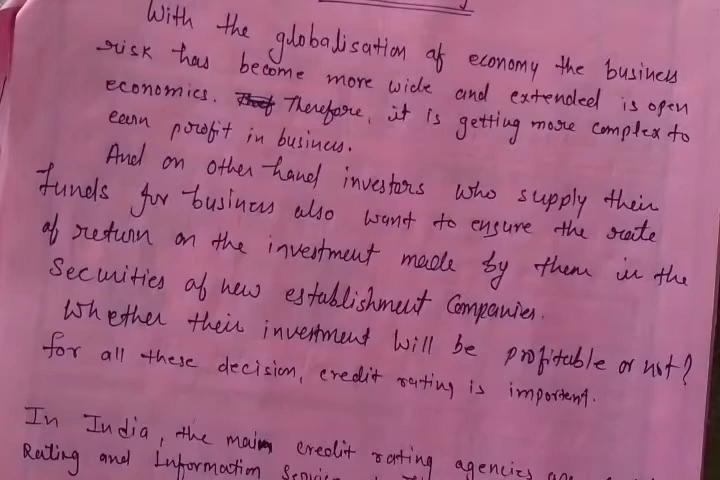 With the globalisation of economy the business
risk has become more wide and extended is open
economics. Therefore, it is getting more complex to
earn profit in business.
And on other hand investors who supply their
funds for business also want to ensure the rate
of return on the investment made by them in the
Securities of new establishment Companies.
Whether their investment will be profitable or not?
for all these decision, credit rating is important.
In India, the main credit rating agencies are
Rating and Information